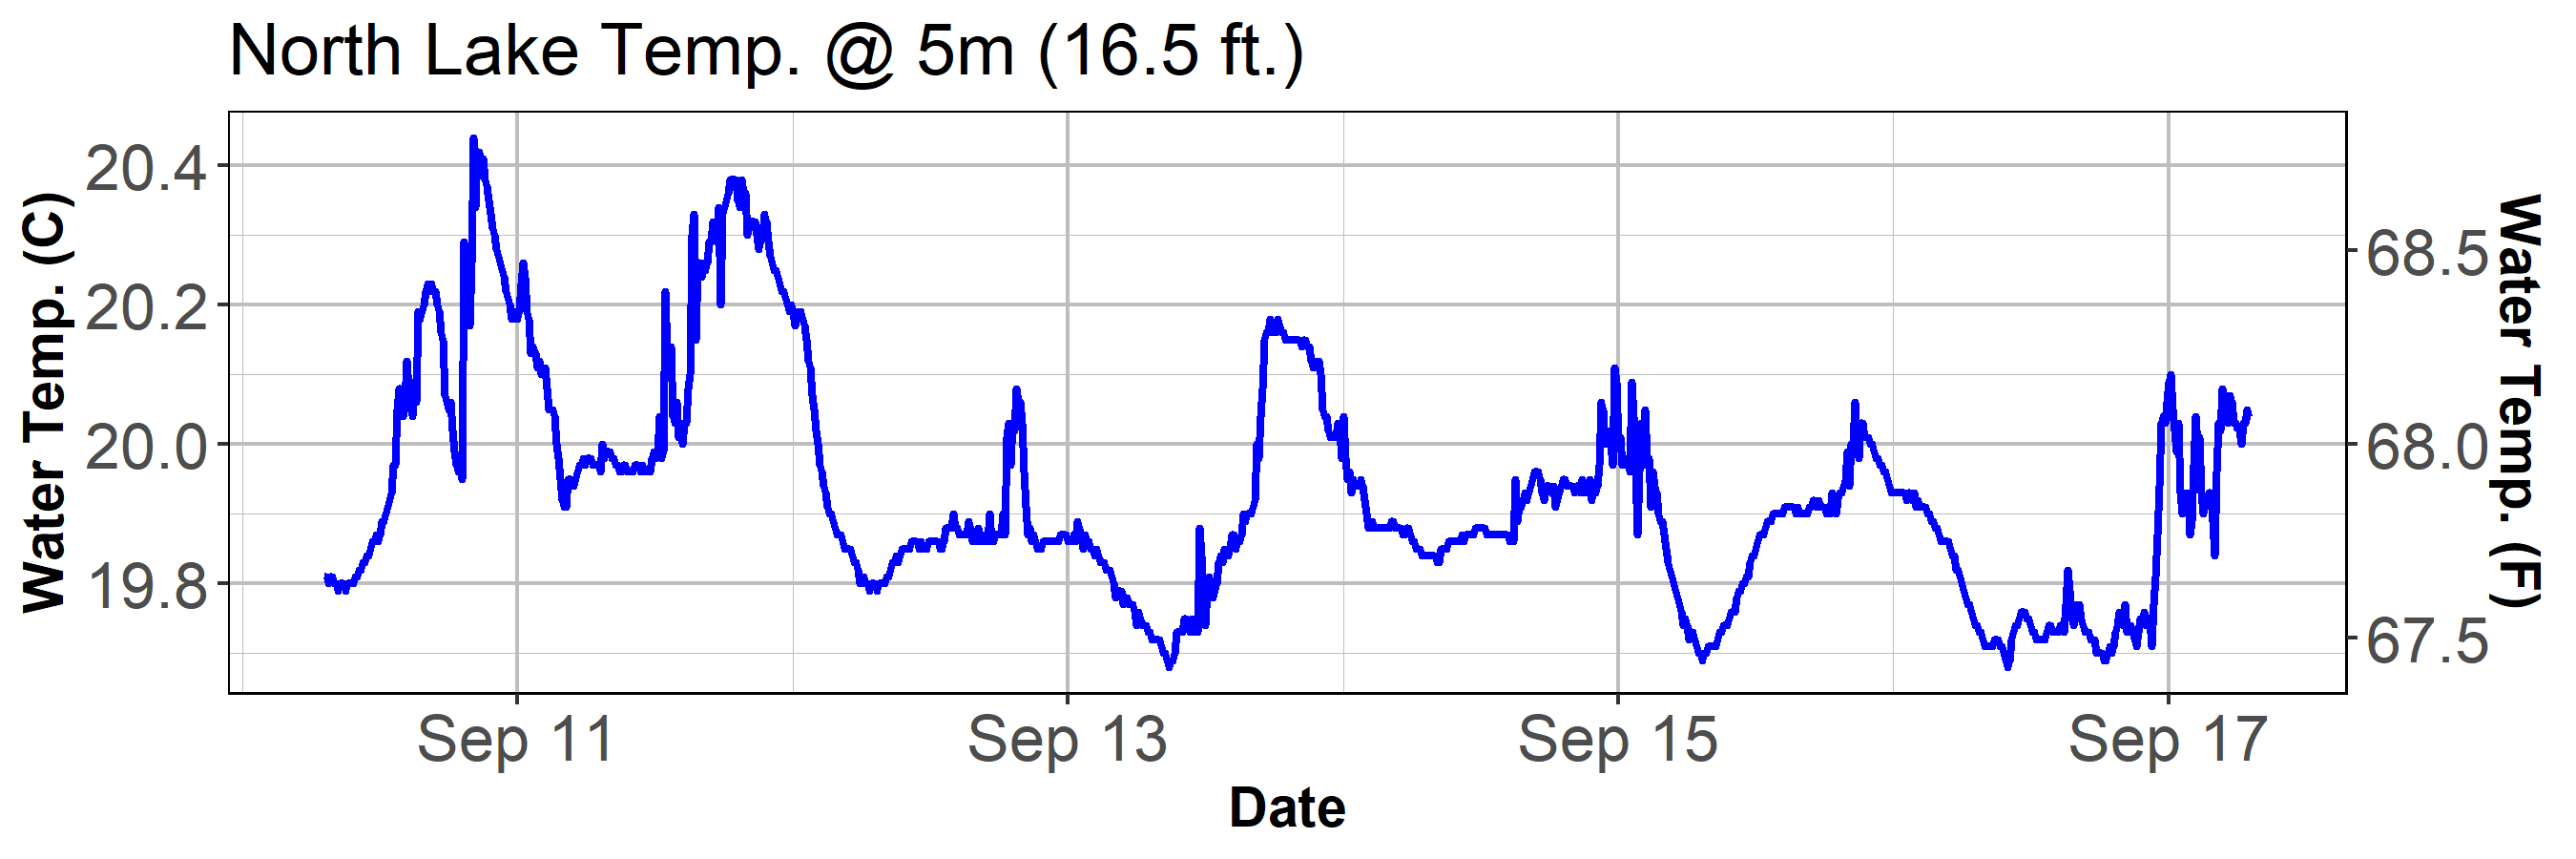 North Lake Temp. @ 5m (16.5 ft.)
Water Temp. (C)
20.4
20.2
20.0
19.8
68.5
68.0
67.5
Water Temp. (F)
Sep 11
Sep 13
Sep 15
Sep 17
Date